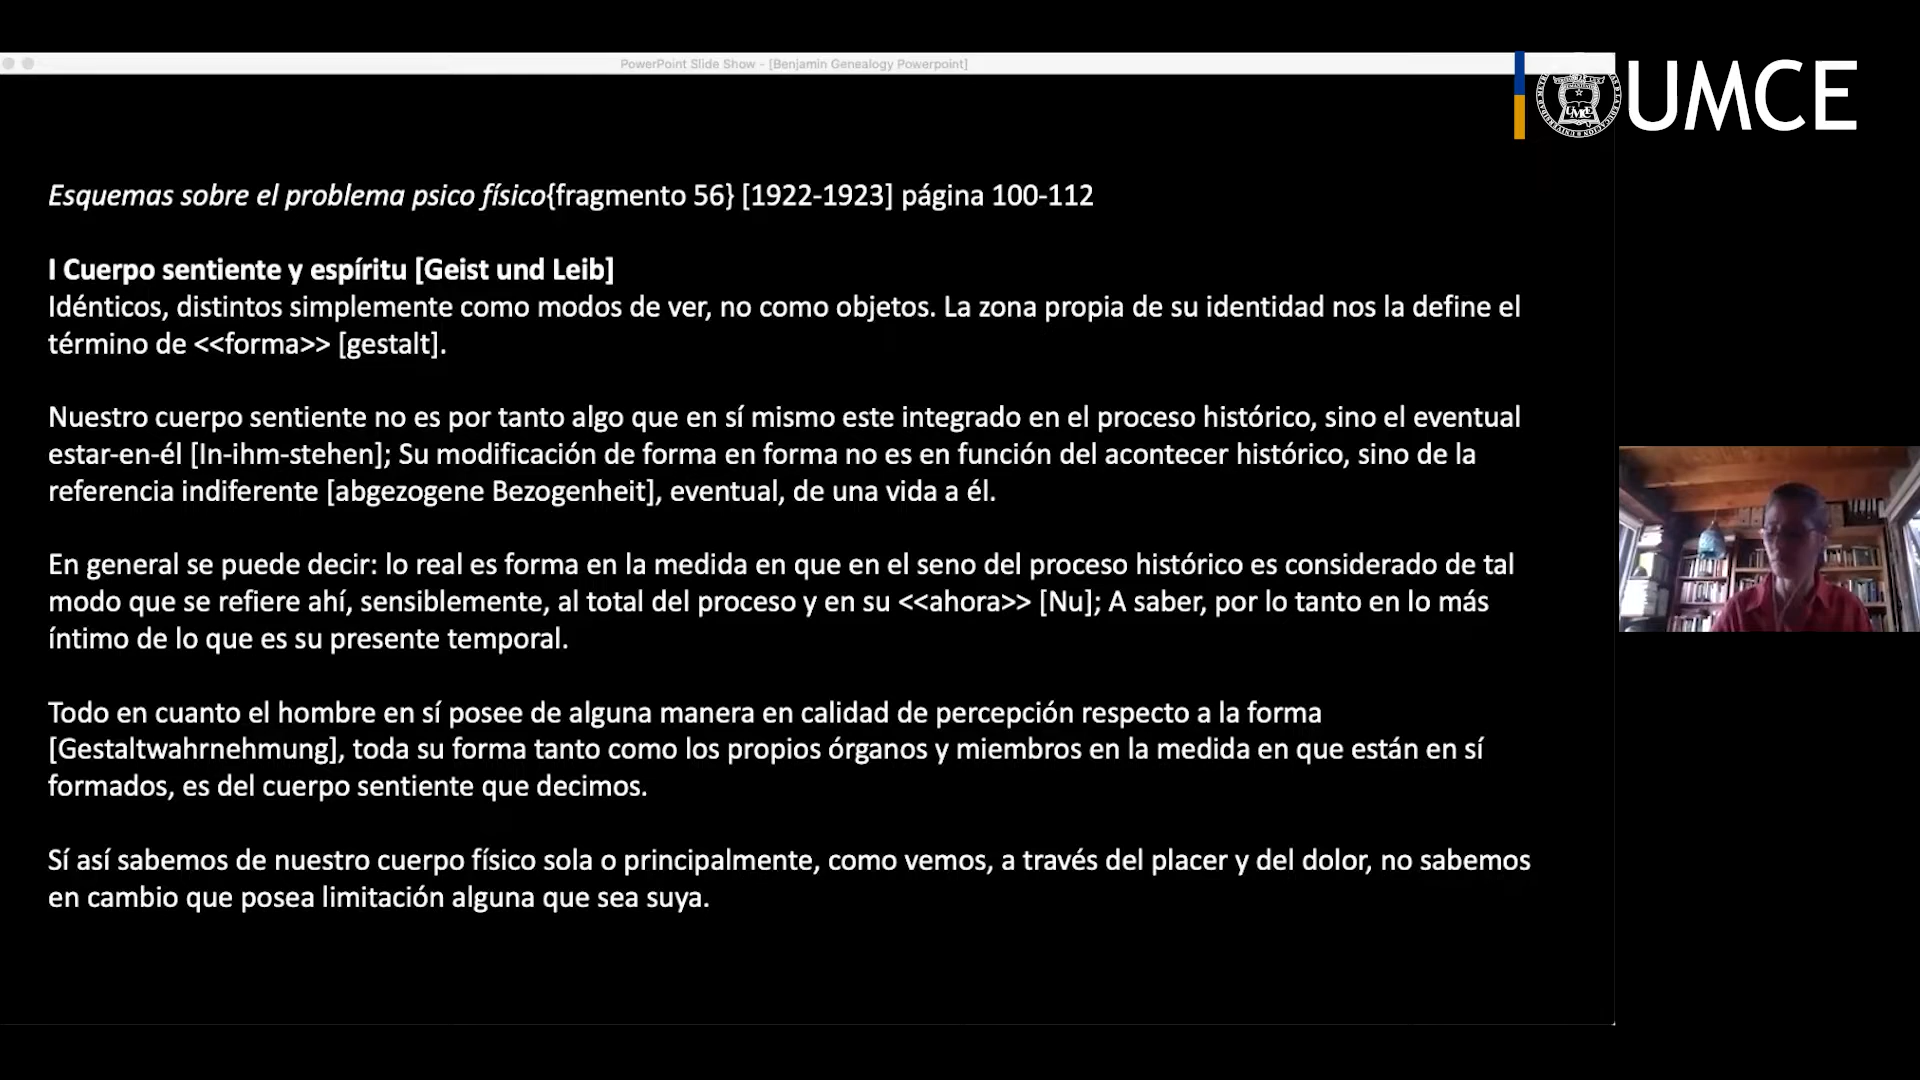 PowerPoint Slide Show - [Benjamin Genealogy Powerpoint]
UMCE
Esquemas sobre el problema psico físico{fragmento 56} [1922-1923] página 100-112
I Cuerpo sentiente y espíritu [Geist und Leib]
Idénticos, distintos simplemente como modos de ver, no como objetos. La zona propia de su identidad nos la define el
término de <<forma>> [gestalt].
Nuestro cuerpo sentiente no es por tanto algo que en sí mismo este integrado en el proceso histórico, sino el eventual
estar-en-él [In-ihm-stehen]; Su modificación de forma en forma no es en función del acontecer histórico, sino de la
referencia indiferente [abgezogene Bezogenheit], eventual, de una vida a él.
En general se puede decir: lo real es forma en la medida en que en el seno del proceso histórico es considerado de tal
modo que se refiere ahí, sensiblemente, al total del proceso y en su <<ahora>> [Nu]; A saber, por lo tanto en lo más
íntimo de lo que es su presente temporal.
Todo en cuanto el hombre en sí posee de alguna manera en calidad de percepción respecto a la forma
[Gestaltwahrnehmung], toda su forma tanto como los propios órganos y miembros en la medida en que están en sí
formados, es del cuerpo sentiente que decimos.
Sí así sabemos de nuestro cuerpo físico sola o principalmente, como vemos, a través del placer y del dolor, no sabemos
en cambio que posea limitación alguna que sea suya.